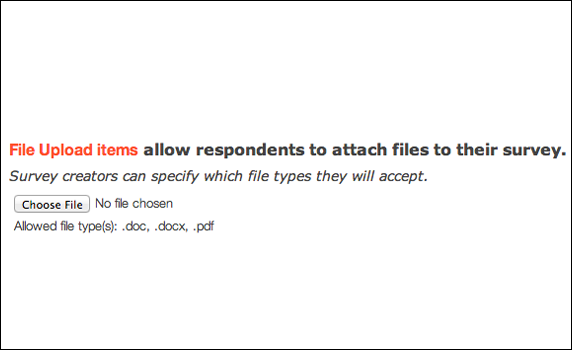 File Upload items allow respondents to attach files to their survey.
Survey creators can specify which file types they will accept.
Choose File No file chosen
Allowed file type(s): .doc, .docx, .pdf